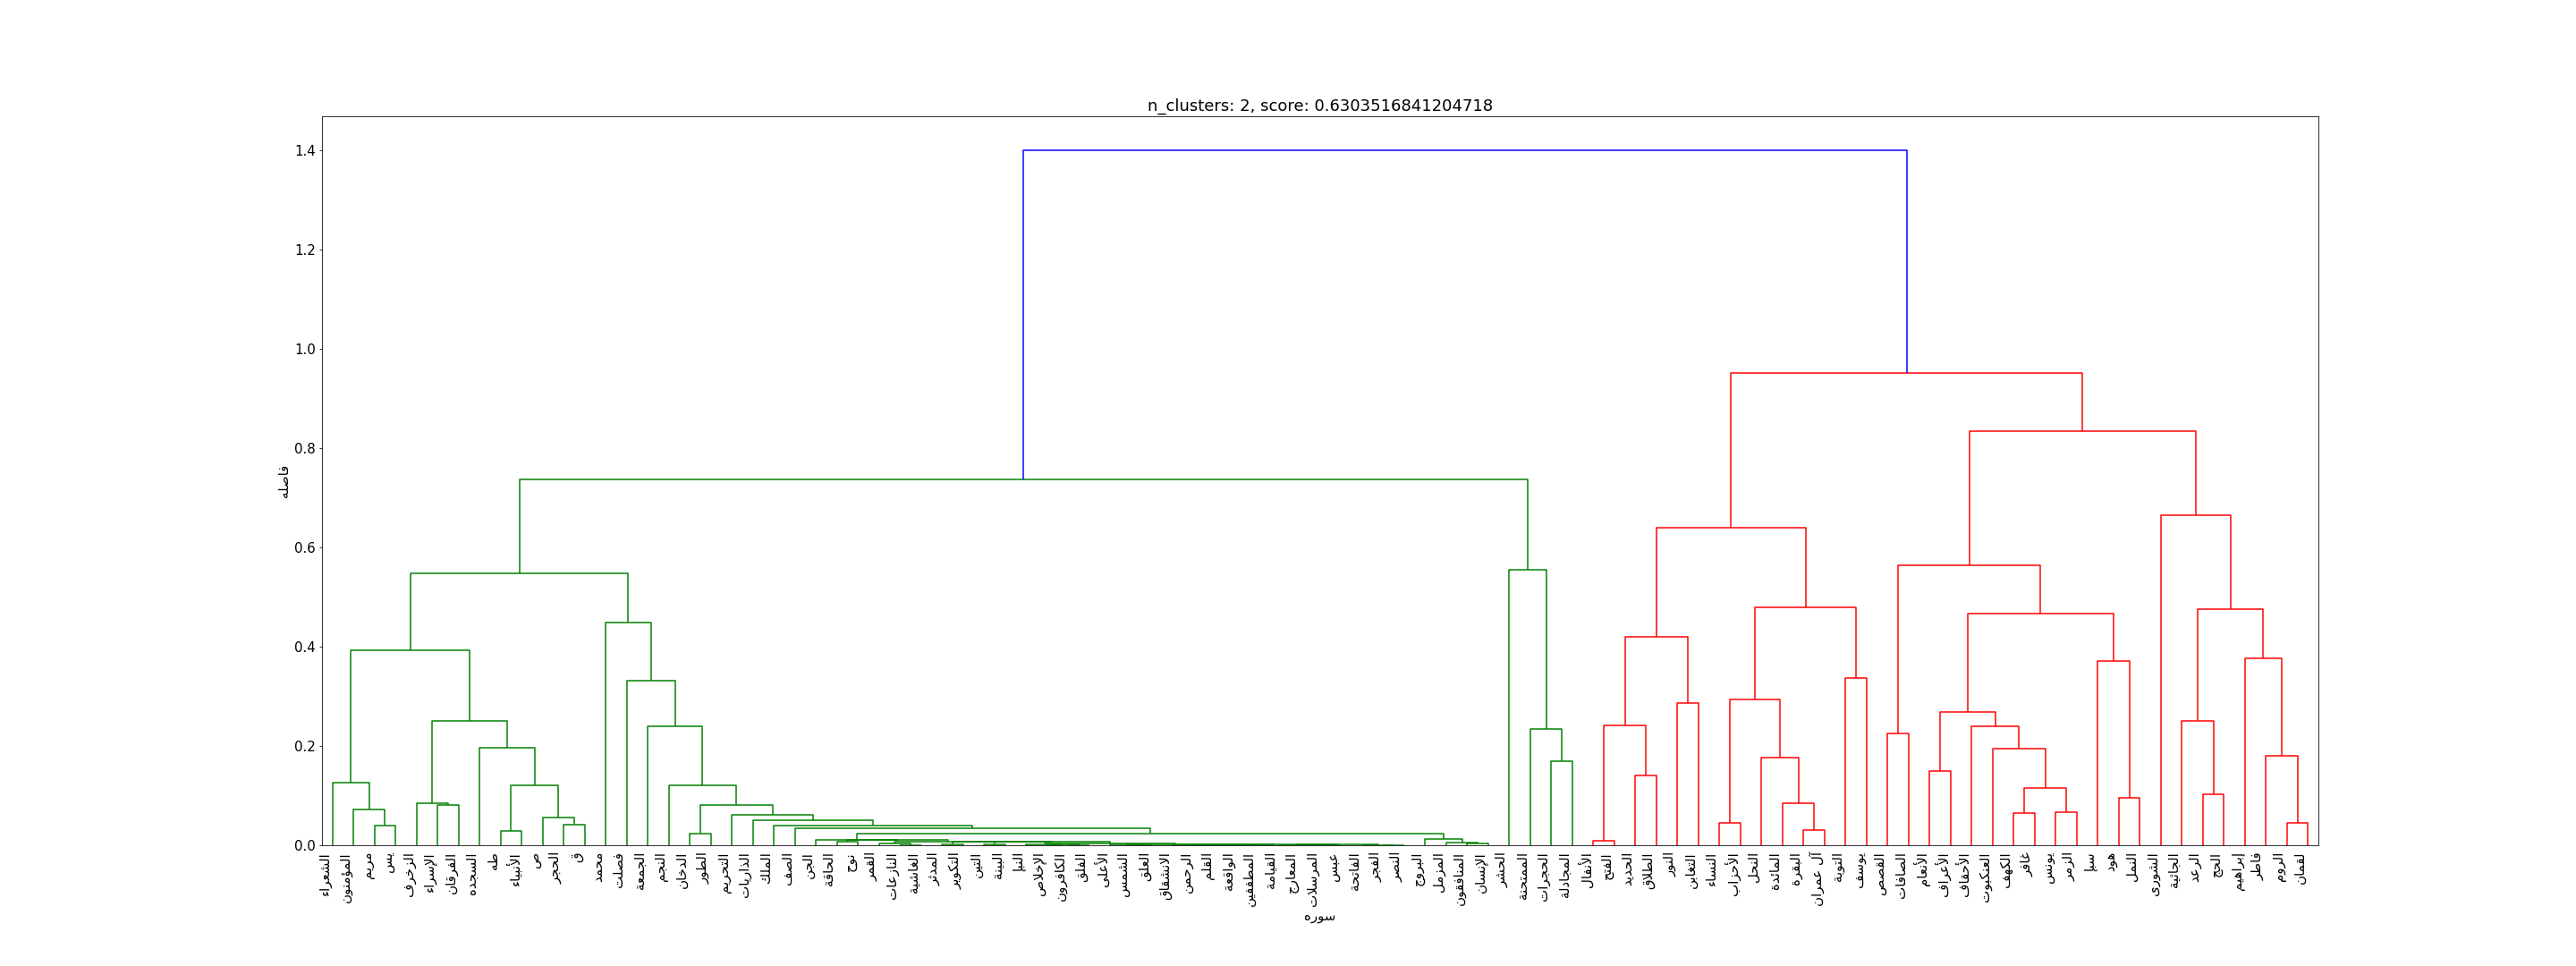 n_clusters: 2, score: 0.6303516841204718
1.4
1.2
1.0
0.8
0.6
0.4
0.2
0.0
فاصله
الشعراء
المؤمنون
مريم
يس
الزخرف
الإسراء
الفرقان
السجده
طه
الأنبياء
ص
الحجر
ق
محمد
فصلت
الجمعة
النجم
الدخان
الطور
التحريم
الذاريات
الملك
الصف
الجن
الحاقة
نوح
القمر
النازعات
الغاشية
المدثر
التكوير
التين
البينة
النبإ
الإخلاص
الكافرون
الفلق
الأعلى
الشمس
العلق
الانشقاق
الرحمن
القلم
الواقعة
المطففين
القيامة
المعارج
المرسلات
عبس
الفاتحة
الفجر
النصر
البروج
المزمل
المنافقون
الإنسان
الحشر
الممتحنة
الحجرات
المجادلة
الأنفال
الفتح
الحديد
الطلاق
النور
التغابن
النساء
الأحزاب
النحل
المائدة
البقرة
آل عمران
التوبة
يوسف
القصص
الصافات
الأنعام
الأعراف
الأحقاف
العنكبوت
الكهف
غافر
يونس
الزمر
سبإ
هود
النمل
الشورى
الجاثية
الرعد
الحج
إبراهيم
فاطر
الروم
لقمان
سوره